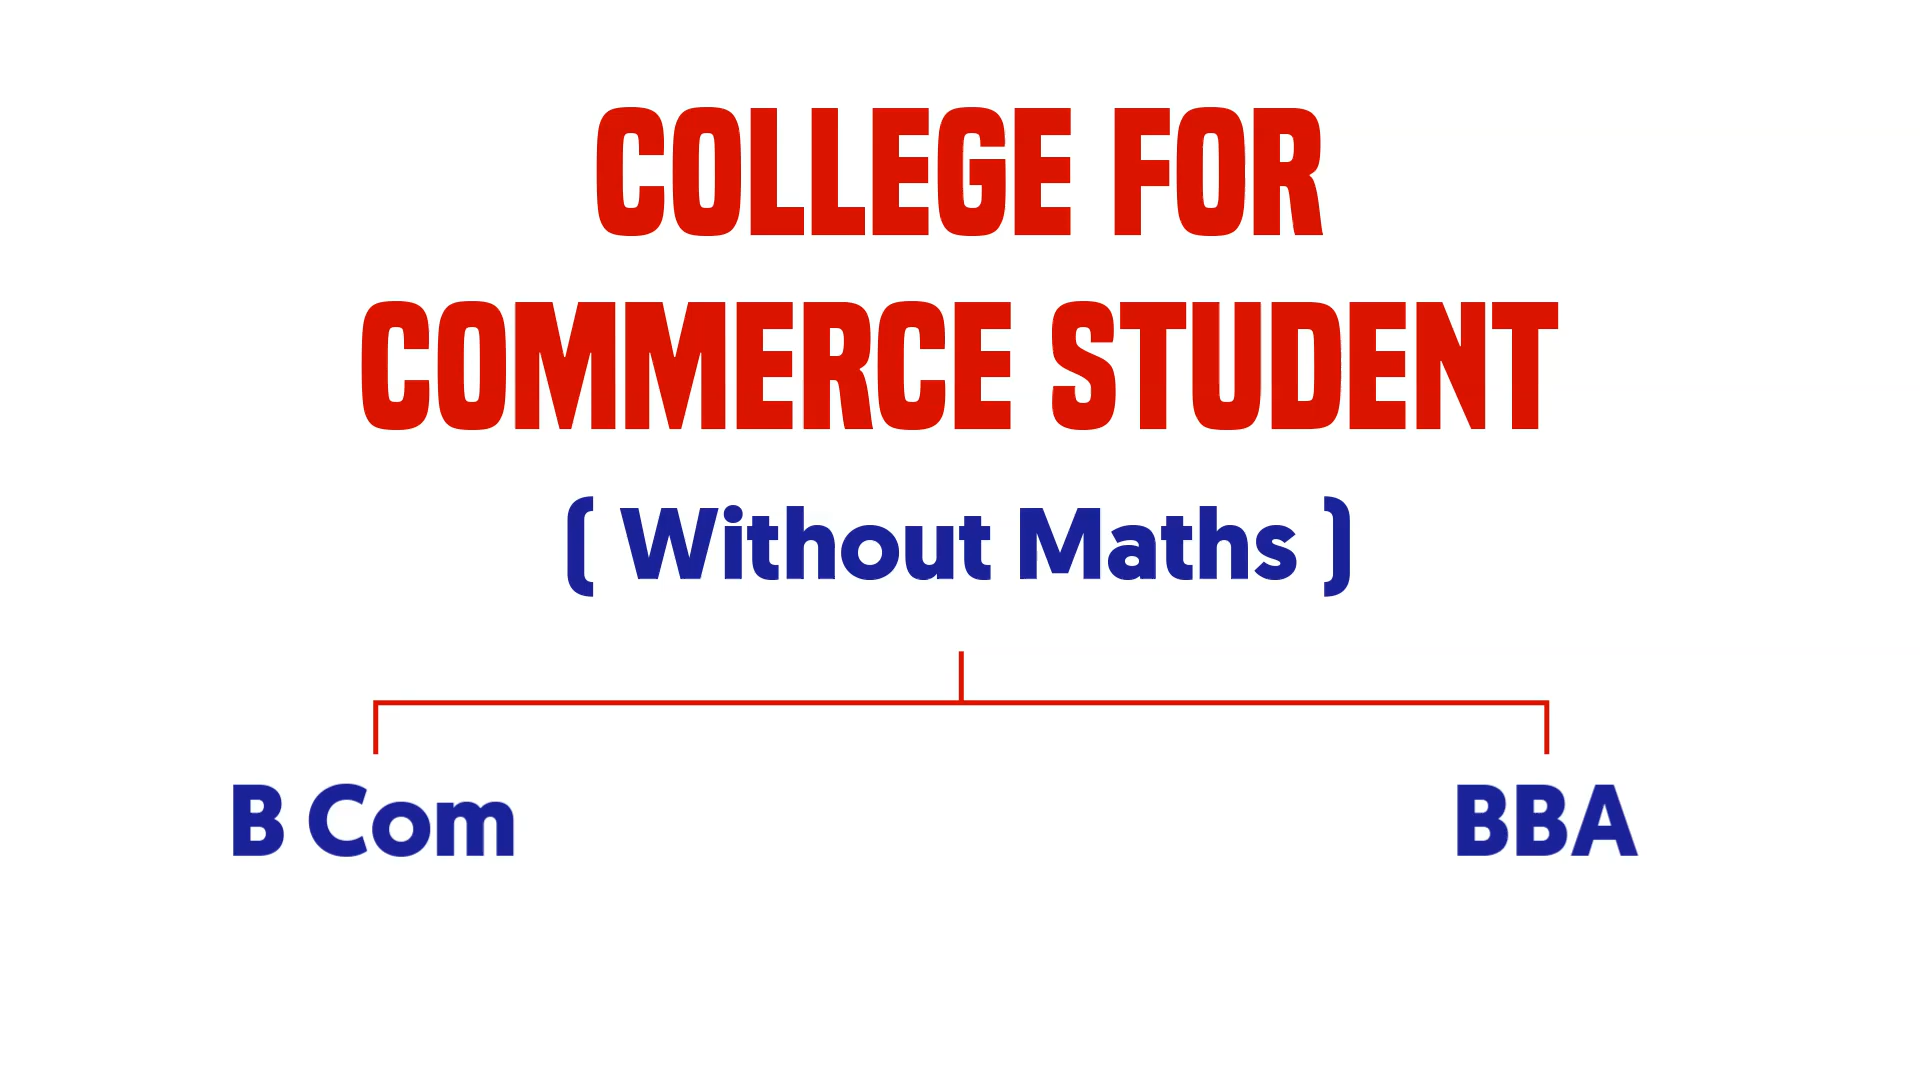 COLLEGE FOR
COMMERCE STUDENT
( Without Maths )
B Com
BBA